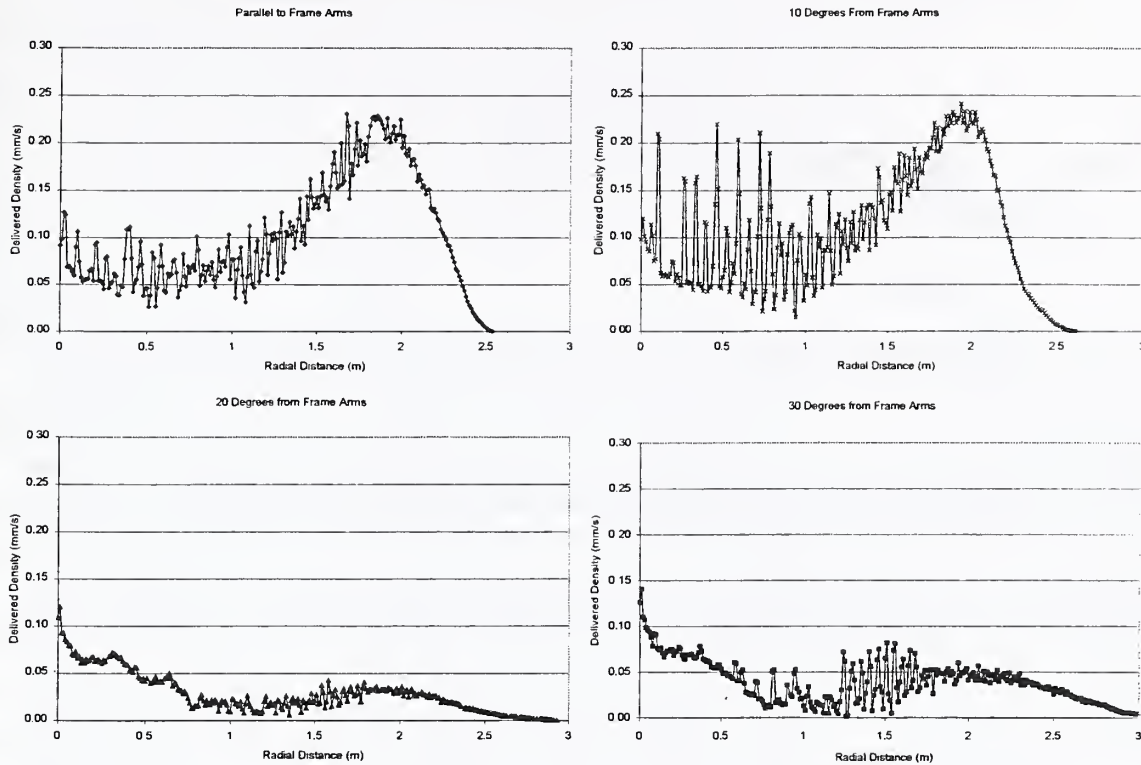 Parallel to Frame Arms
0.30
0.25
0.20
0.15
0.10
0.05
0.00
Delivered Density (mm/s)
0 0.5 1 1.5 2 2.5 3
Radial Distance (m)
10 Degrees From Frame Arms
0.30
0.25
0.20
0.15
0.10
0.05
0.00
Delivered Density (mm/s)
0 0.5 1 1.5 2 2.5 3
Radial Distance (m)
20 Degrees from Frame Arms
0.30
0.25
0.20
0.15
0.10
0.05
0.00
Delivered Density (mm/s)
0 0.5 1 1.5 2 2.5 3
Radial Distance (m)
30 Degrees from Frame Arms
0.30
0.25
0.20
0.15
0.10
0.05
0.00
Delivered Density (mm/s)
0 0.5 1 1.5 2 2.5 3
Radial Distance (m)